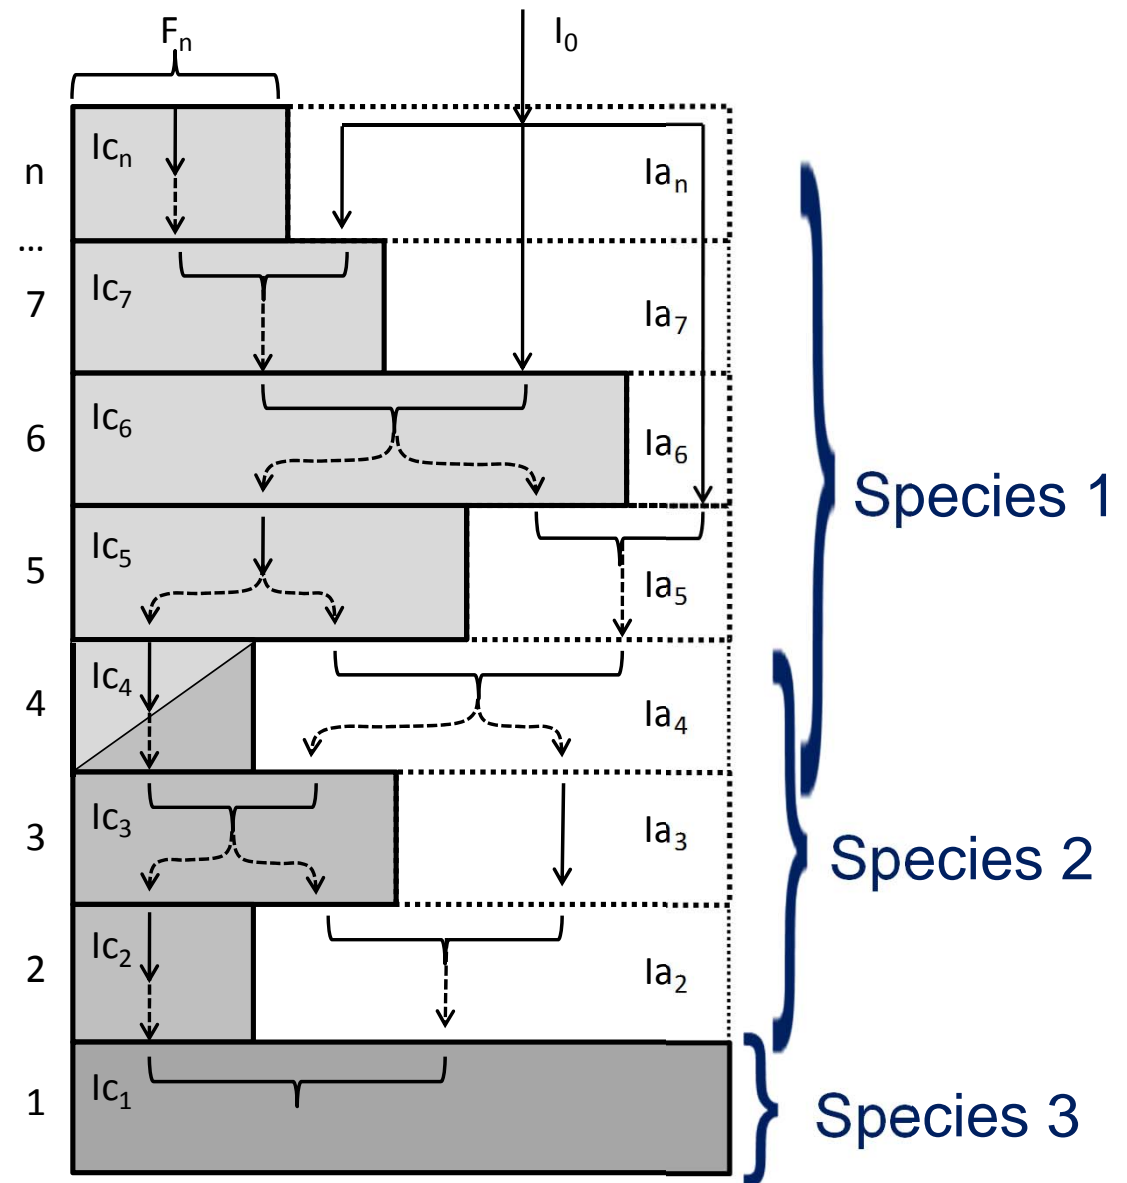 Fₙ
I₀
Icₙ
Iaₙ
n
...
Ic₇
Ia₇
7
Ic₆
Ia₆
6
Species 1
Ic₅
Ia₅
5
Ic₄
Ia₄
4
Ic₃
Ia₃
3
Species 2
Ic₂
Ia₂
2
Ic₁
1
Species 3